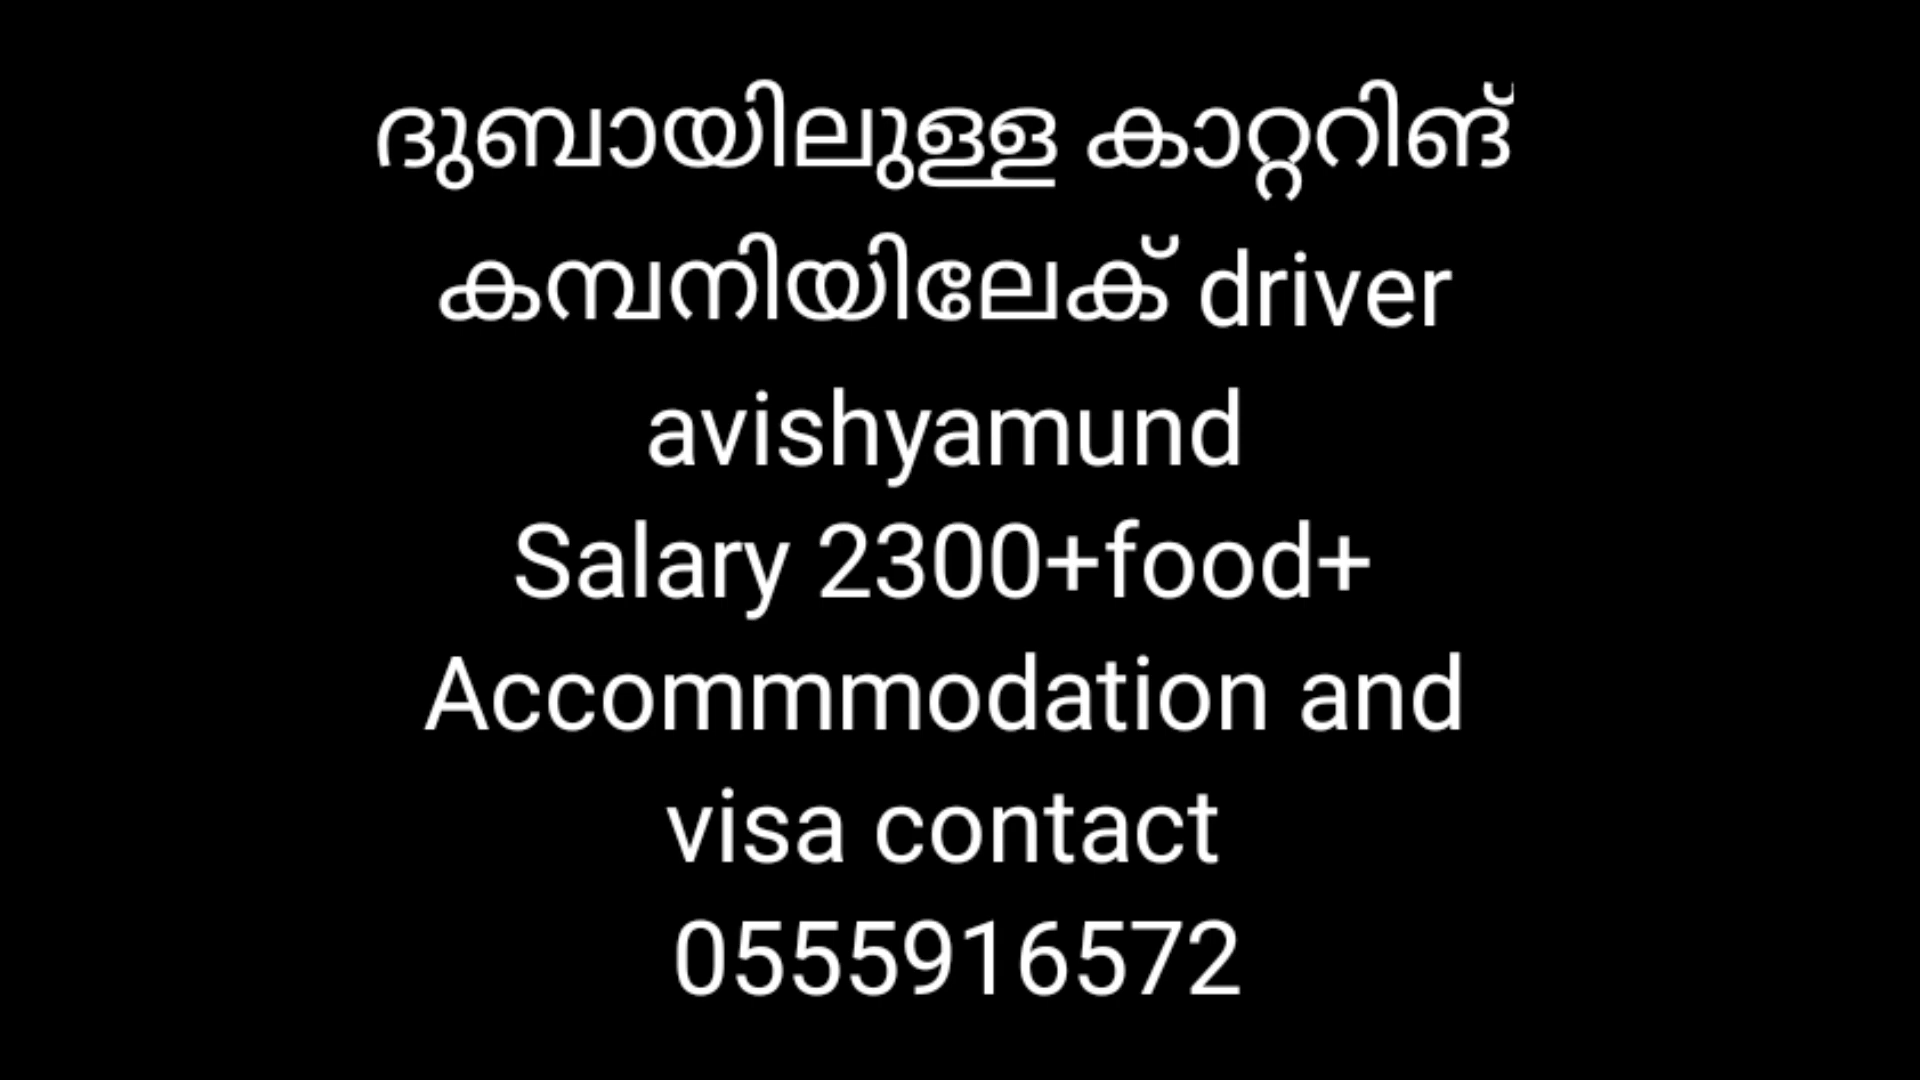 ദുബായിലുള്ള കാറ്ററിങ്
കമ്പനിയിലേക് driver
avishyamund
Salary 2300+food+
Accommmodation and
visa contact
0555916572